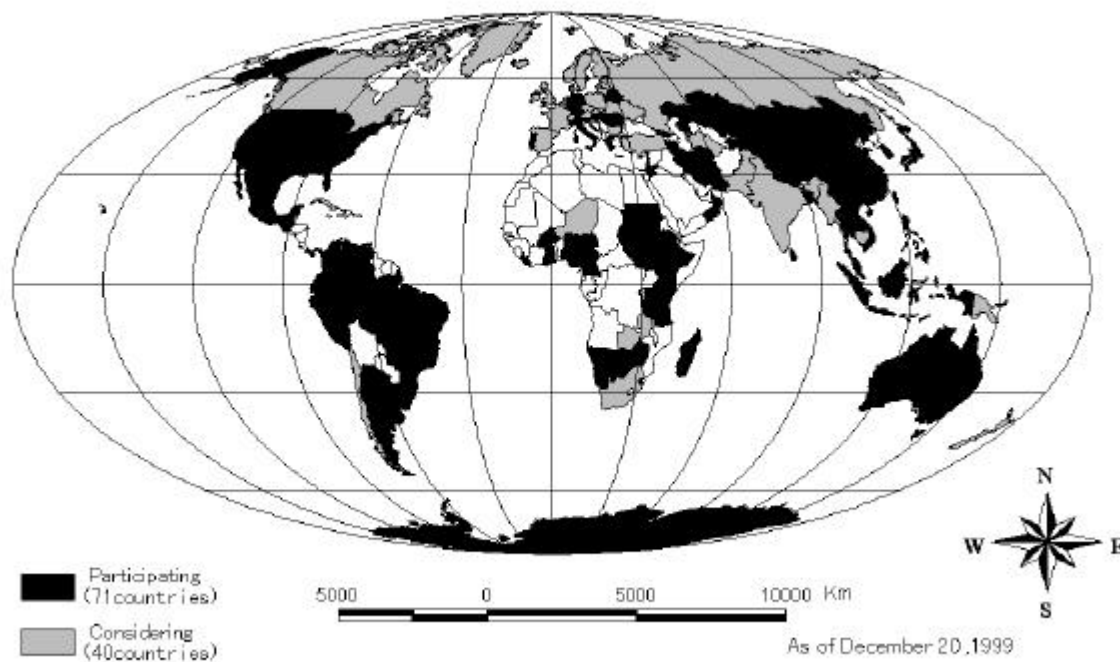 N
W E
S
Participating
(71countries)
5000 0 5000 10000 Km
Considering
(40countries)
As of December 20 ,1999